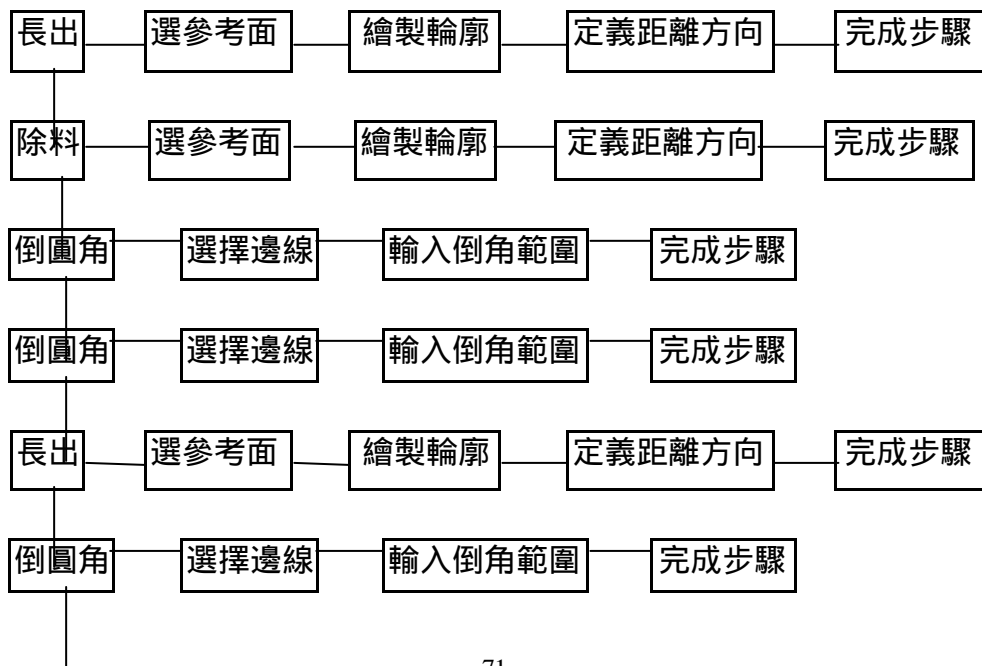 長出 選參考面 繪製輪廓 定義距離方向 完成步驟
除料 選參考面 繪製輪廓 定義距離方向 完成步驟
倒圓角 選擇邊線 輸入倒角範圍 完成步驟
倒圓角 選擇邊線 輸入倒角範圍 完成步驟
長出 選參考面 繪製輪廓 定義距離方向 完成步驟
倒圓角 選擇邊線 輸入倒角範圍 完成步驟
71